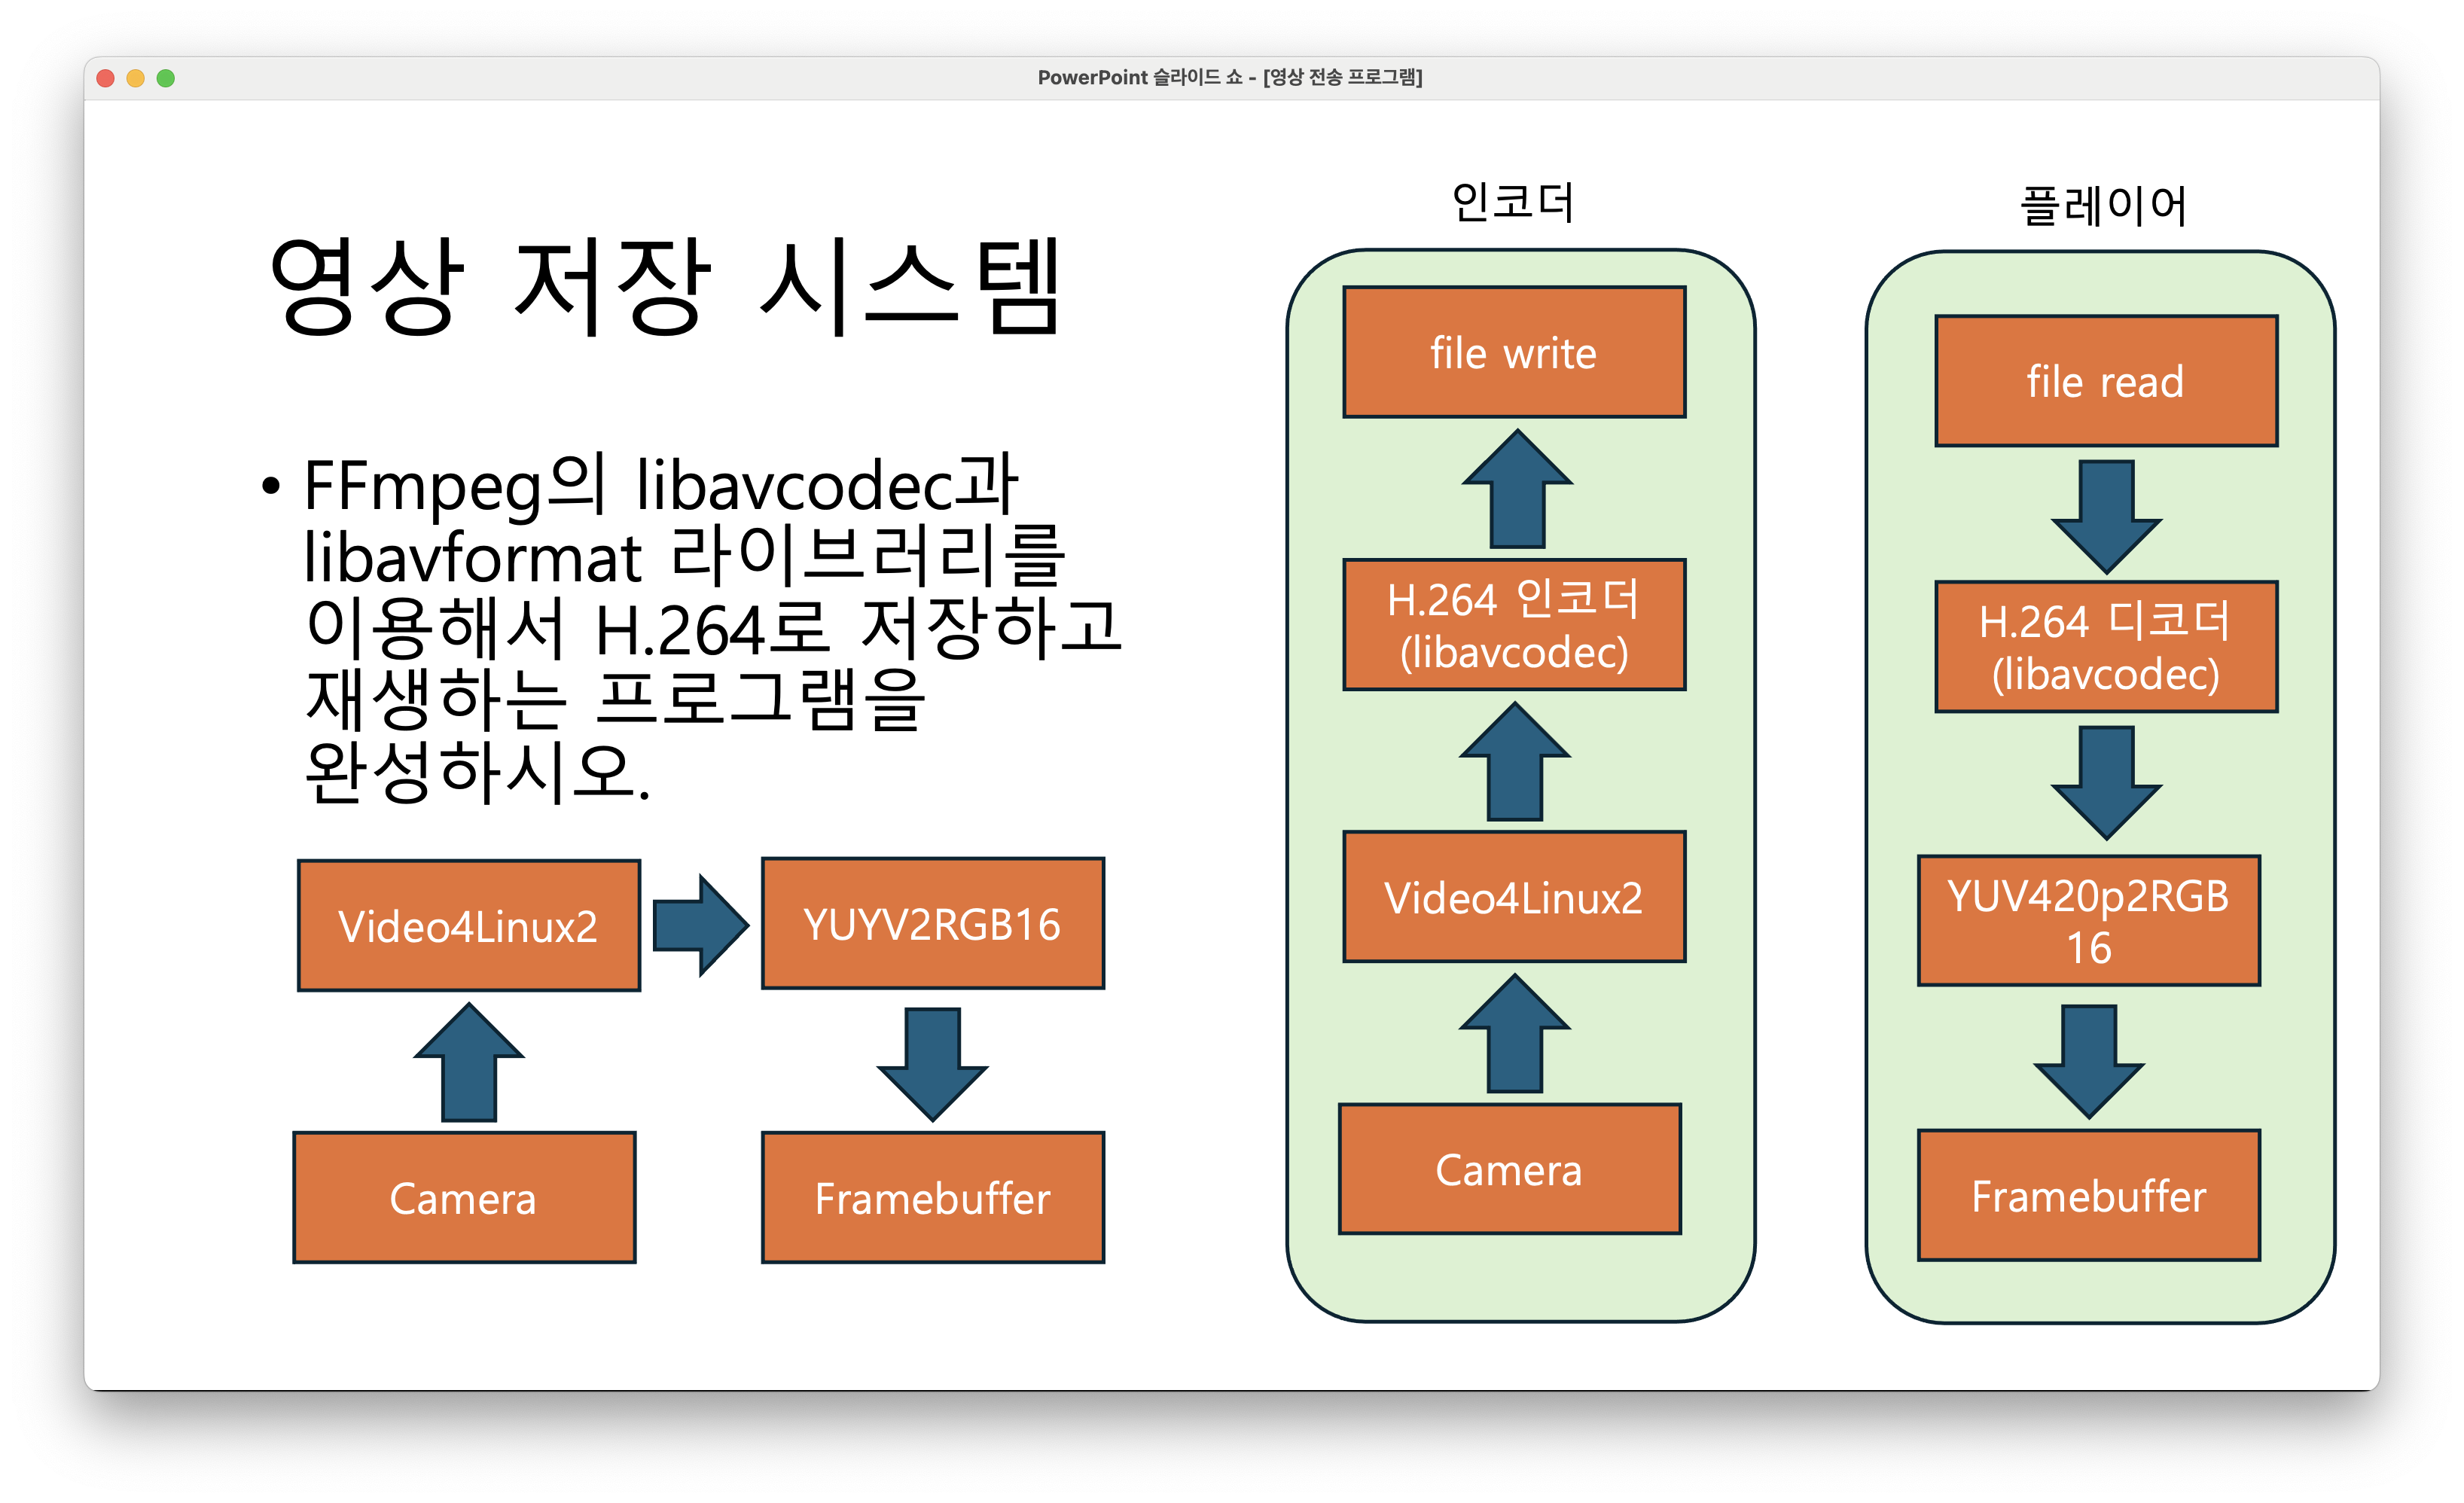 PowerPoint 슬라이드 쇼 - [영상 전송 프로그램]
영상 저장 시스템
• FFmpeg의 libavcodec과
libavformat 라이브러리를
이용해서 H.264로 저장하고
재생하는 프로그램을
완성하시오.
Video4Linux2
YUYV2RGB16
Camera
Framebuffer
인코더
file write
H.264 인코더
(libavcodec)
Video4Linux2
Camera
플레이어
file read
H.264 디코더
(libavcodec)
YUV420p2RGB
16
Framebuffer